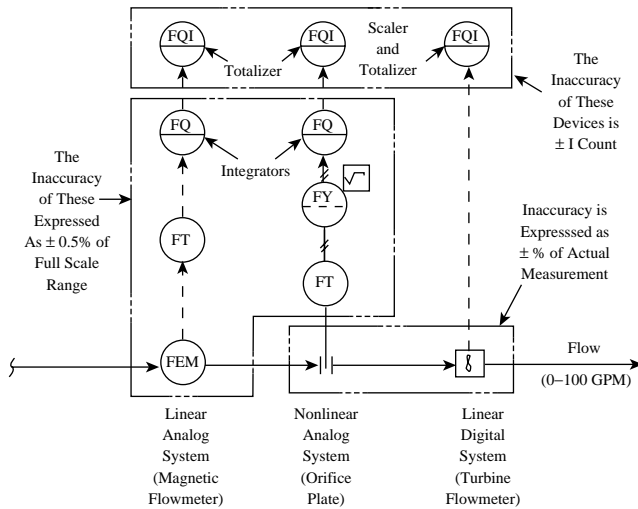 FQI
FQI
FQI
Scaler
and
Totalizer
Totalizer
The
Inaccuracy
of These
Devices is
± I Count
FQ
FQ
Integrators
The
Inaccuracy
of These
Expressed
As ± 0.5% of
Full Scale
Range
FY
FT
FT
Inaccuracy is
Expresssed as
± % of Actual
Measurement
FEM
Flow
(0–100 GPM)
Linear
Analog
System
(Magnetic
Flowmeter)
Nonlinear
Analog
System
(Orifice
Plate)
Linear
Digital
System
(Turbine
Flowmeter)